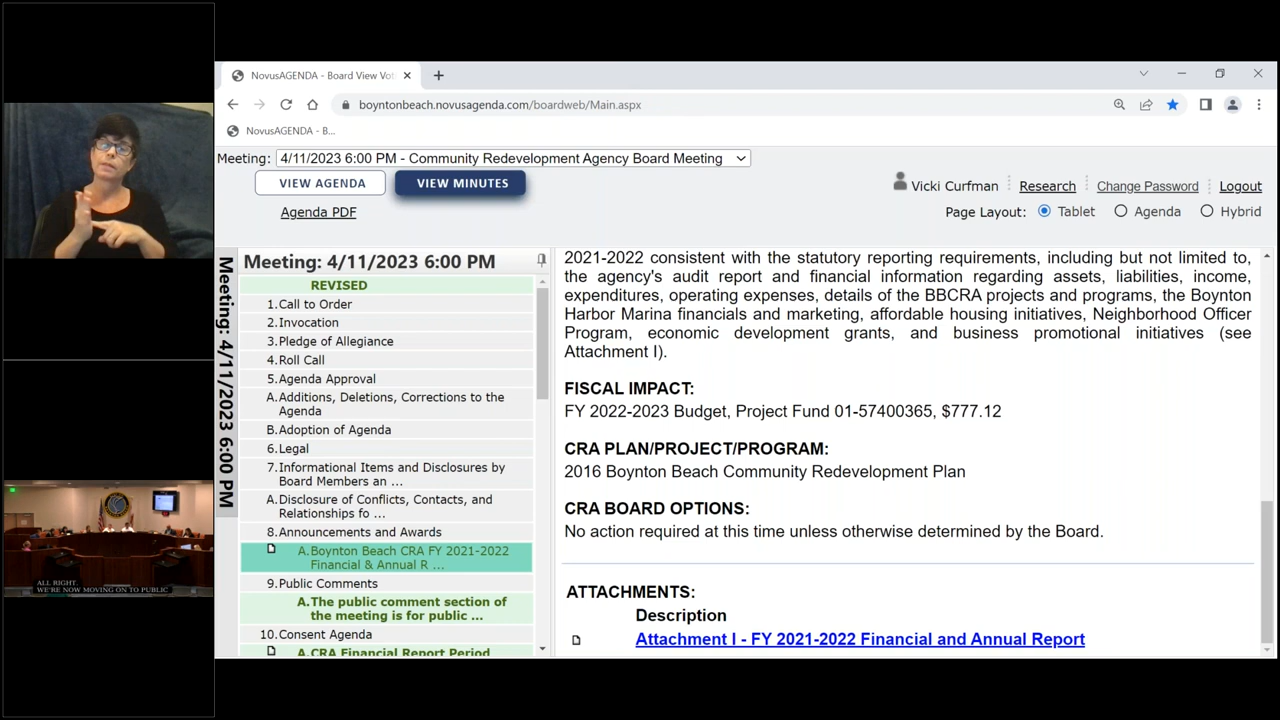 NovusAGENDA - Board View Vot
boyntonbeach.novusagenda.com/boardweb/Main.aspx
NovusAGENDA - B...
Meeting: 4/11/2023 6:00 PM - Community Redevelopment Agency Board Meeting
VIEW AGENDA VIEW MINUTES
Agenda PDF
Vicki Curfman Research Change Password Logout
Page Layout: Tablet Agenda Hybrid
Meeting: 4/11/2023 6:00 PM
Meeting: 4/11/2023 6:00 PM
REVISED
1.Call to Order
2.Invocation
3.Pledge of Allegiance
4.Roll Call
5.Agenda Approval
A.Additions, Deletions, Corrections to the
Agenda
B.Adoption of Agenda
6.Legal
7.Informational Items and Disclosures by
Board Members an ...
A.Disclosure of Conflicts, Contacts, and
Relationships fo ...
8.Announcements and Awards
A.Boynton Beach CRA FY 2021-2022
Financial & Annual R ...
9.Public Comments
A.The public comment section of
the meeting is for public ...
10.Consent Agenda
A.CRA Financial Report Period
2021-2022 consistent with the statutory reporting requirements, including but not limited to,
the agency's audit report and financial information regarding assets, liabilities, income,
expenditures, operating expenses, details of the BBCRA projects and programs, the Boynton
Harbor Marina financials and marketing, affordable housing initiatives, Neighborhood Officer
Program, economic development grants, and business promotional initiatives (see
Attachment I).
FISCAL IMPACT:
FY 2022-2023 Budget, Project Fund 01-57400365, $777.12
CRA PLAN/PROJECT/PROGRAM:
2016 Boynton Beach Community Redevelopment Plan
CRA BOARD OPTIONS:
No action required at this time unless otherwise determined by the Board.
ATTACHMENTS:
Description
Attachment I - FY 2021-2022 Financial and Annual Report
ALL RIGHT.
WE'RE NOW MOVING ON TO PUBLIC